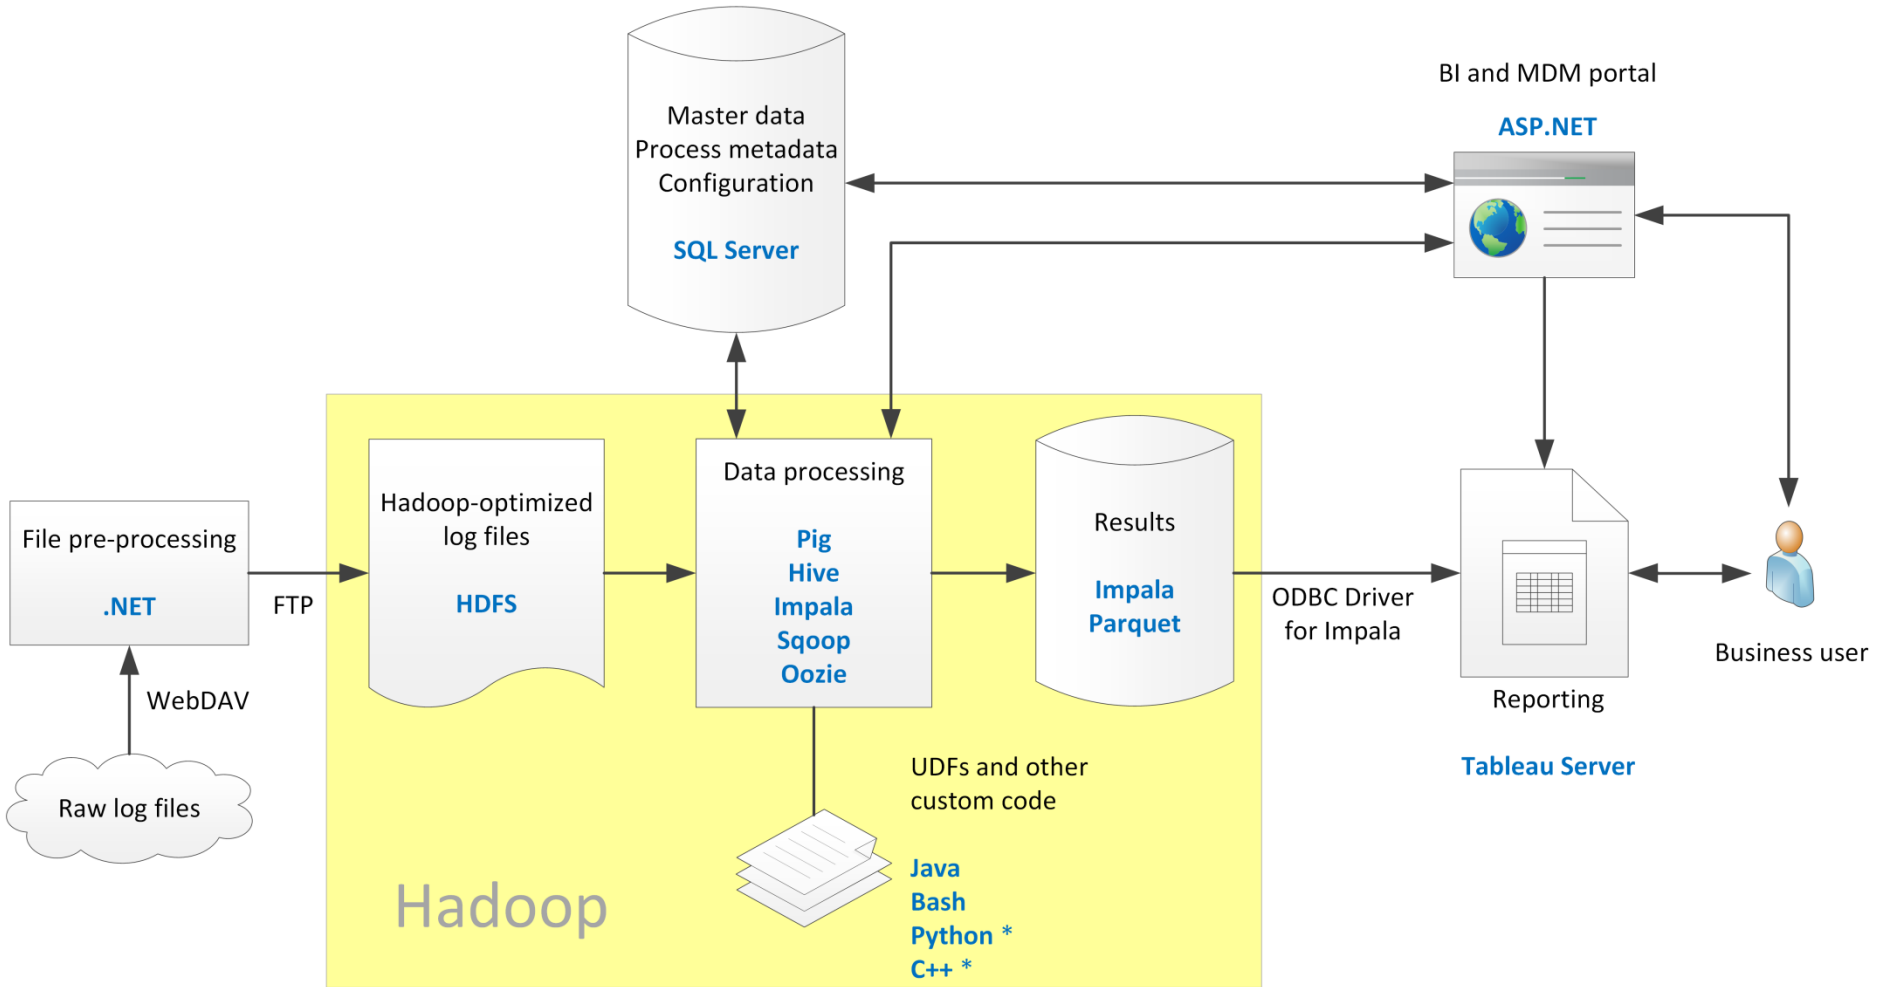 Master data
Process metadata
Configuration
SQL Server
BI and MDM portal
ASP.NET
File pre-processing
.NET
FTP
WebDAV
Raw log files
Hadoop-optimized
log files
HDFS
Data processing
Pig
Hive
Impala
Sqoop
Oozie
Results
Impala
Parquet
ODBC Driver
for Impala
Reporting
Tableau Server
Business user
UDFs and other
custom code
Java
Bash
Python *
C++ *
Hadoop